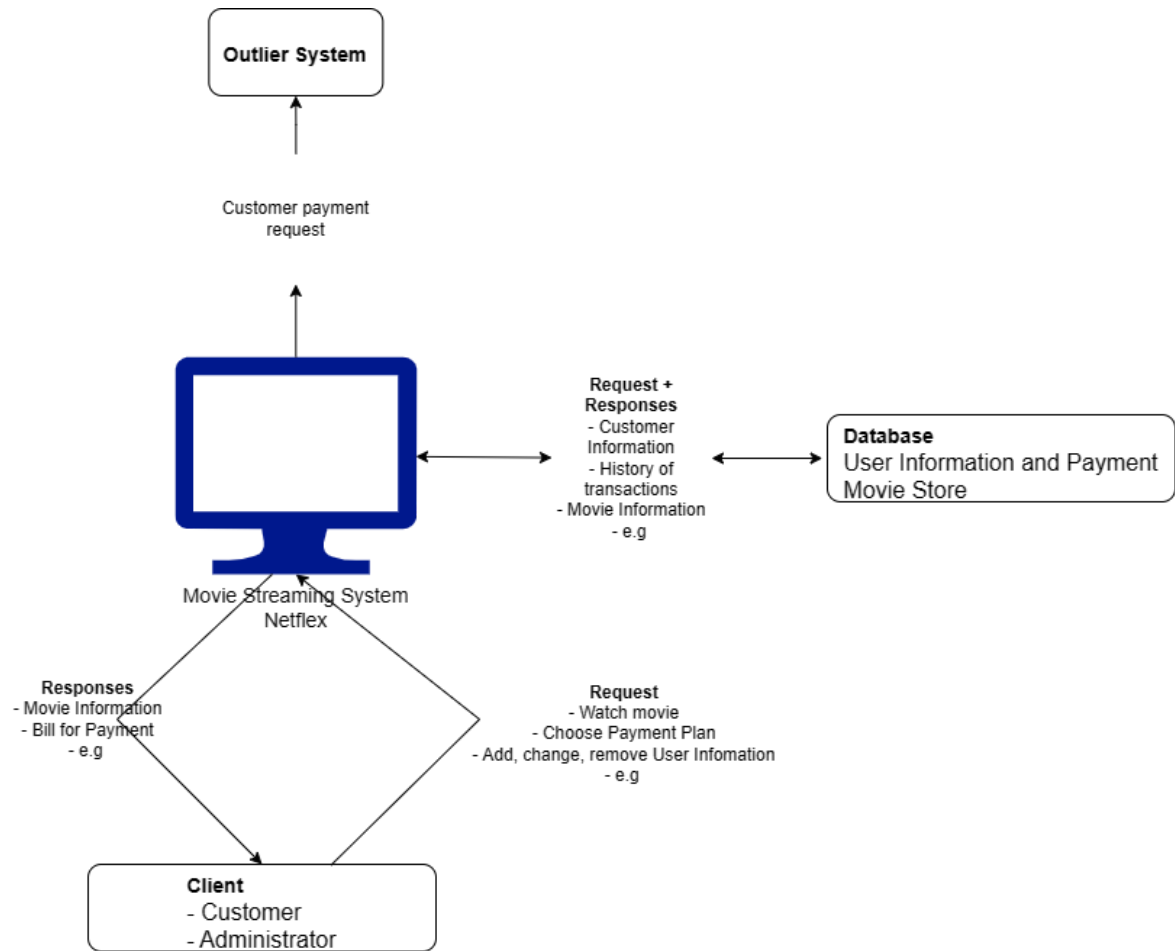 Outlier System
Customer payment
request
Request +
Responses
- Customer
Information
- History of
transactions
- Movie Information
- e.g
Database
User Information and Payment
Movie Store
Movie Streaming System
Netflex
Responses
- Movie Information
- Bill for Payment
- e.g
Request
- Watch movie
- Choose Payment Plan
- Add, change, remove User Infomation
- e.g
Client
- Customer
- Administrator